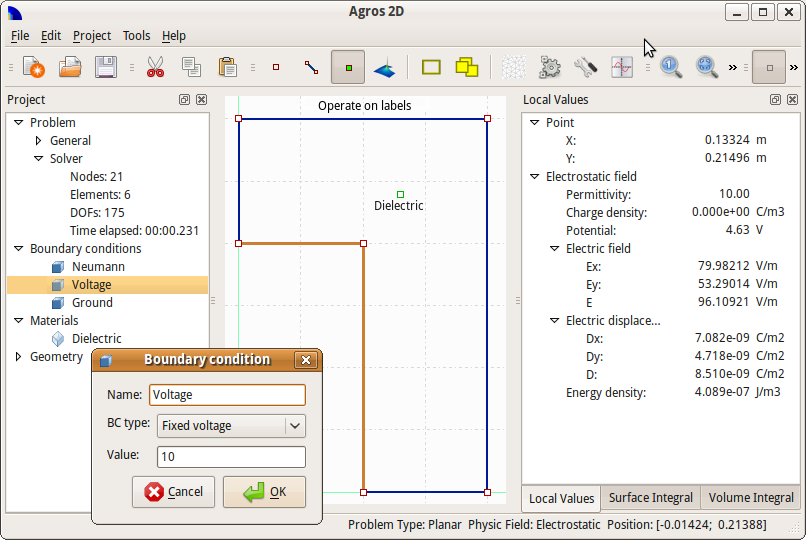 Agros 2D
File Edit Project Tools Help
1
» »
Project
Problem
General
Solver
Nodes: 21
Elements: 6
DOFs: 175
Time elapsed: 00:00.231
Boundary conditions
Neumann
Voltage
Ground
Materials
Dielectric
Geometry
Operate on labels
Dielectric
Local Values
Point
X: 0.13324 m
Y: 0.21496 m
Electrostatic field
Permittivity: 10.00
Charge density: 0.000e+00 C/m3
Potential: 4.63 V
Electric field
Ex: 79.98212 V/m
Ey: 53.29014 V/m
E 96.10921 V/m
Electric displace...
Dx: 7.082e-09 C/m2
Dy: 4.718e-09 C/m2
D: 8.510e-09 C/m2
Energy density: 4.089e-07 J/m3
Local Values Surface Integral Volume Integral
Boundary condition
Name: Voltage
BC type: Fixed voltage
Value: 10
Cancel OK
Problem Type: Planar Physic Field: Electrostatic Position: [-0.01424; 0.21388]